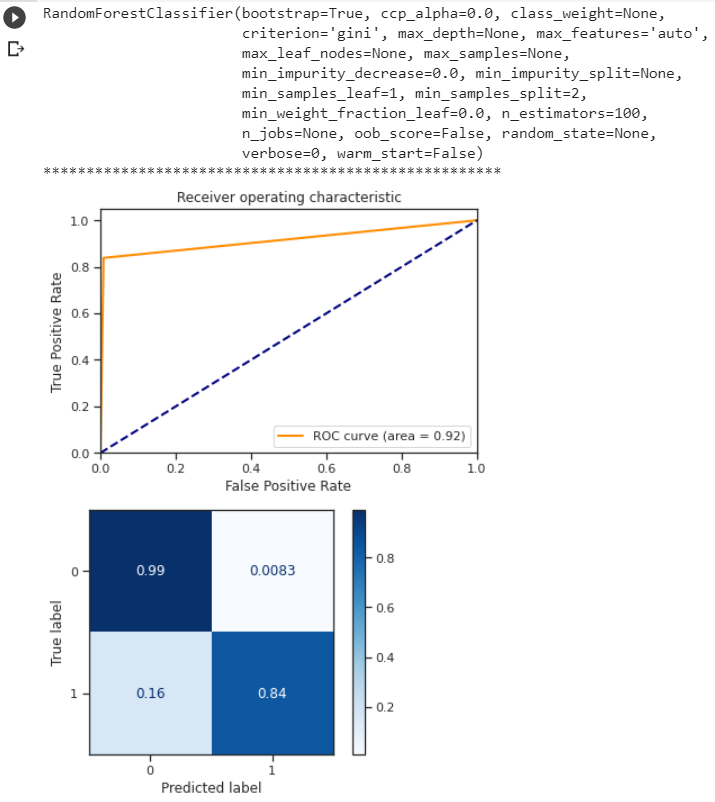 RandomForestClassifier(bootstrap=True, ccp_alpha=0.0, class_weight=None,
criterion='gini', max_depth=None, max_features='auto',
max_leaf_nodes=None, max_samples=None,
min_impurity_decrease=0.0, min_impurity_split=None,
min_samples_leaf=1, min_samples_split=2,
min_weight_fraction_leaf=0.0, n_estimators=100,
n_jobs=None, oob_score=False, random_state=None,
verbose=0, warm_start=False)
*****************************************************
Receiver operating characteristic
True Positive Rate
1.0
0.8
0.6
0.4
0.2
0.0
ROC curve (area = 0.92)
0.0 0.2 0.4 0.6 0.8 1.0
False Positive Rate
True label
0
1
0.99 0.0083
0.16 0.84
0 1
Predicted label
0.8
0.6
0.4
0.2